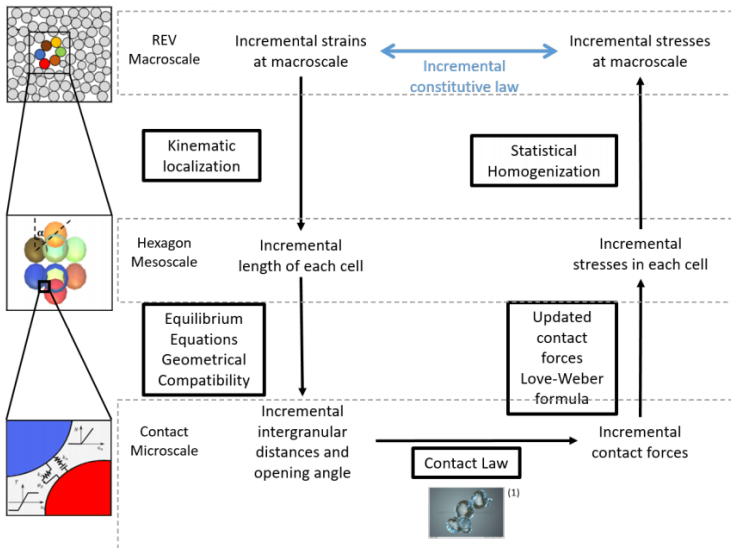 REV
Macroscale
Incremental strains
at macroscale
Incremental
constitutive law
Incremental stresses
at macroscale
Kinematic
localization
Statistical
Homogenization
α
Hexagon
Mesoscale
Incremental
length of each cell
Incremental
stresses in each cell
Equilibrium
Equations
Geometrical
Compatibility
Updated
contact
forces
Love-Weber
formula
Contact
Microscale
Incremental
intergranular
distances and
opening angle
Contact Law
Incremental
contact forces
(1)